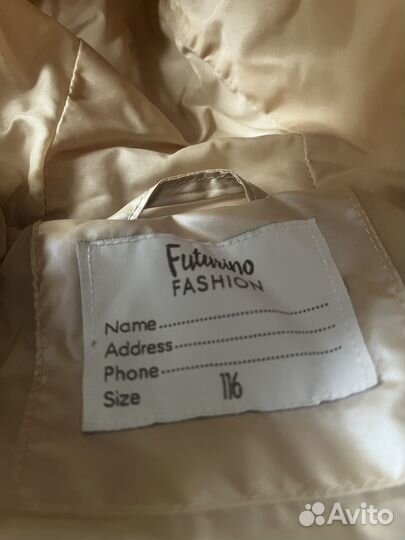 Futurino
FASHION
Name....................
Address................
Phone...................
Size 116
Avito